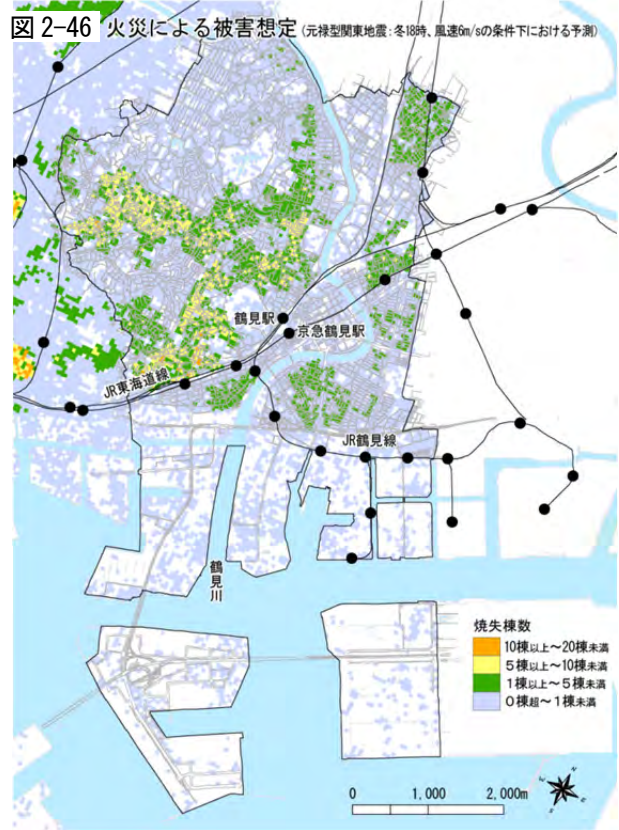 図2-46 火災による被害想定(元禄型関東地震:冬18時、風速6m/sの条件下における予測)
鶴見駅
京急鶴見駅
JR東海道線
JR鶴見線
鶴見川
焼失棟数
10棟以上～20棟未満
5棟以上～10棟未満
1棟以上～5棟未満
0棟超～1棟未満
0 1,000 2,000m
N
E
S